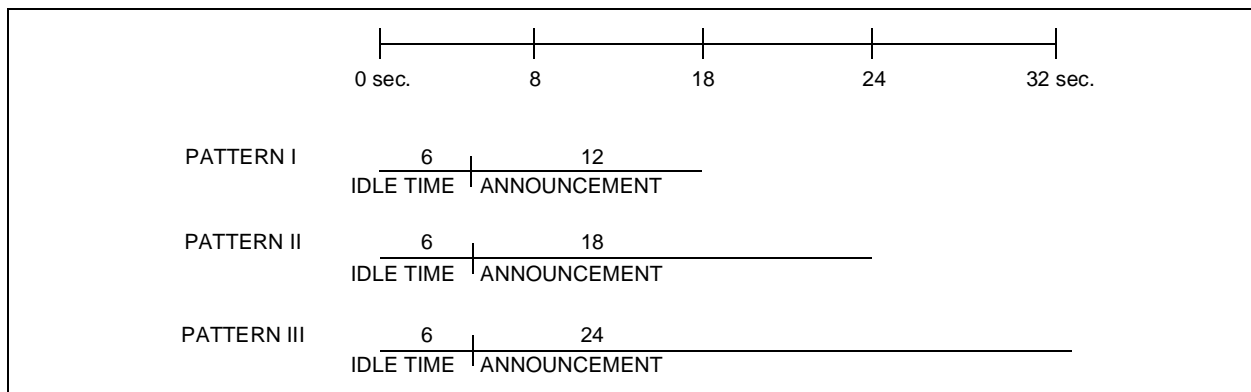 0 sec. 8 18 24 32 sec.
PATTERN I 6 12
IDLE TIME ANNOUNCEMENT
PATTERN II 6 18
IDLE TIME ANNOUNCEMENT
PATTERN III 6 24
IDLE TIME ANNOUNCEMENT